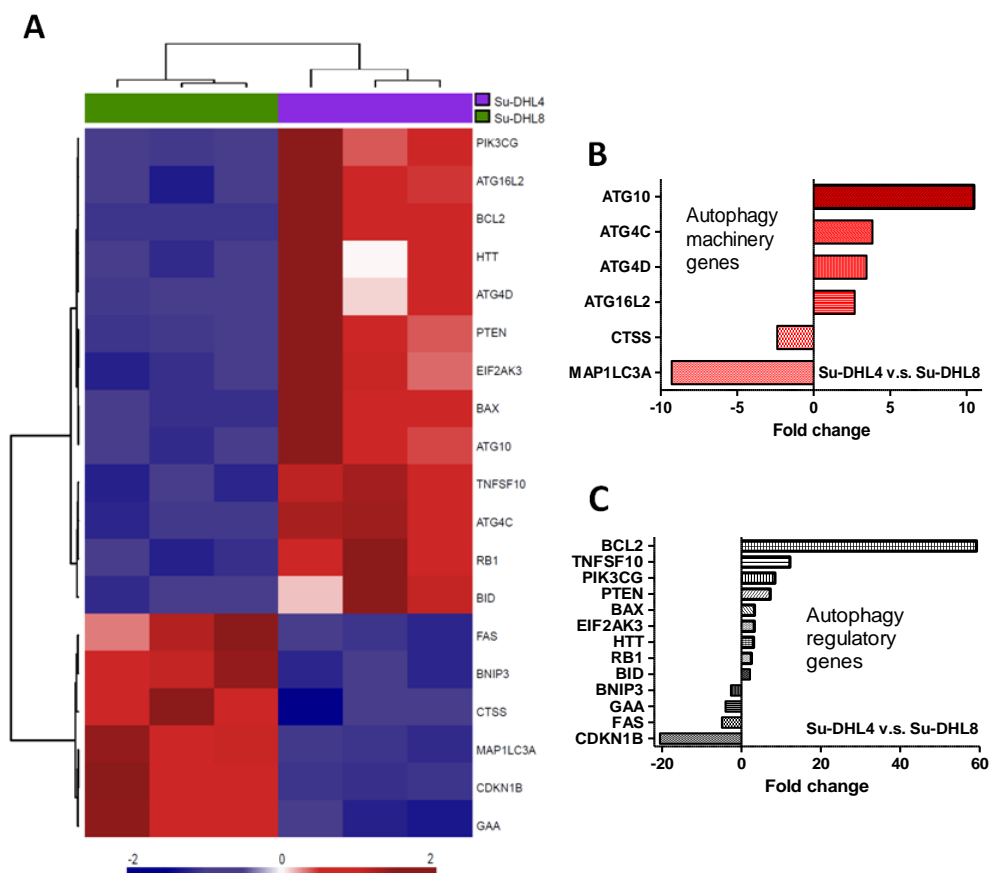 A
Su-DHL4
Su-DHL8
PIK3CG
ATG16L2
BCL2
HTT
ATG4D
PTEN
EIF2AK3
BAX
ATG10
TNFSF10
ATG4C
RB1
BID
FAS
BNIP3
CTSS
MAP1LC3A
CDKN1B
GAA
-2 0 2
B
ATG10
ATG4C
ATG4D
ATG16L2
CTSS
MAP1LC3A
Autophagy
machinery
genes
Su-DHL4 v.s. Su-DHL8
-10 -5 0 5 10
Fold change
C
BCL2
TNFSF10
PIK3CG
PTEN
BAX
EIF2AK3
HTT
RB1
BID
BNIP3
GAA
FAS
CDKN1B
Autophagy
regulatory
genes
Su-DHL4 v.s. Su-DHL8
-20 0 20 40 60
Fold change